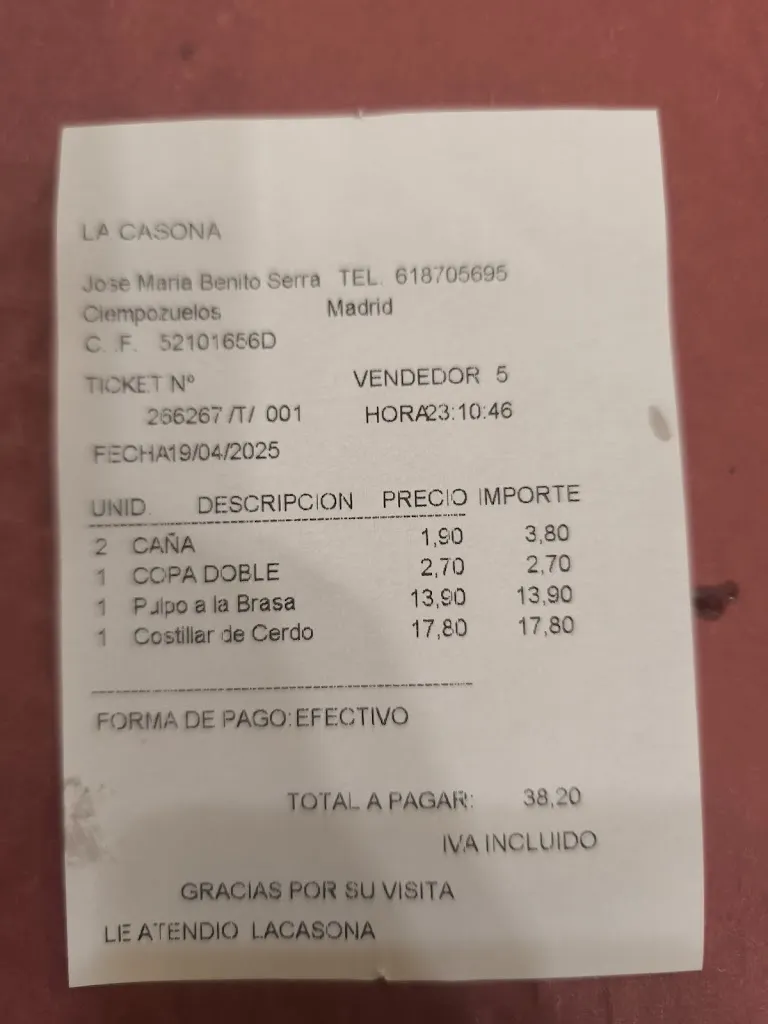 LA CASONA
Jose Maria Benito Serra TEL. 618705695
Ciempozuelos Madrid
C. .F. 52101656D
TICKET Nº VENDEDOR 5
266267 /T/ 001 HORA23:10:46
FECHA19/04/2025
UNID. DESCRIPCION PRECIO IMPORTE
2 CAÑA 1,90 3,80
1 COPA DOBLE 2,70 2,70
1 Pulpo a la Brasa 13,90 13,90
1 Costillar de Cerdo 17,80 17,80
FORMA DE PAGO:EFECTIVO
TOTAL A PAGAR: 38,20
IVA INCLUIDO
GRACIAS POR SU VISITA
LE ATENDIO LACASONA